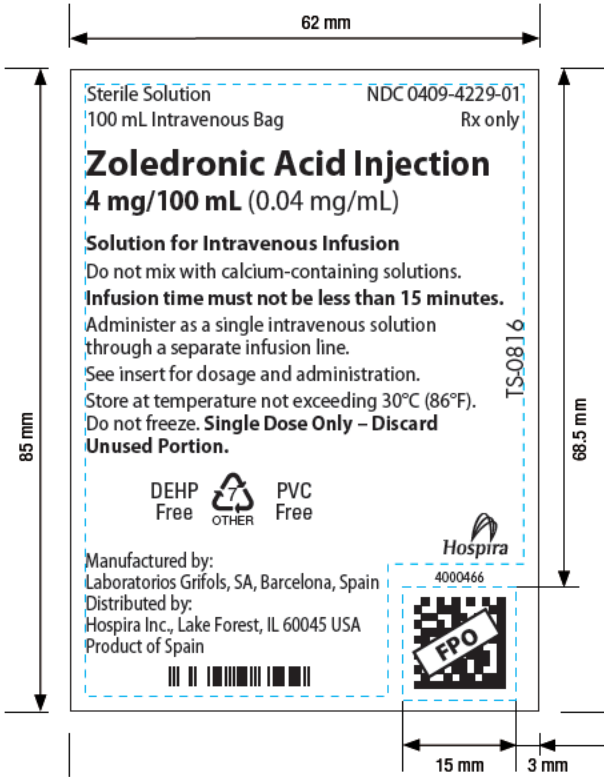 62 mm
Sterile Solution NDC 0409-4229-01
100 mL Intravenous Bag Rx only
Zoledronic Acid Injection
4 mg/100 mL (0.04 mg/mL)
Solution for Intravenous Infusion
Do not mix with calcium-containing solutions.
Infusion time must not be less than 15 minutes.
Administer as a single intravenous solution
through a separate infusion line.
See insert for dosage and administration.
Store at temperature not exceeding 30°C (86°F).
Do not freeze. Single Dose Only – Discard
Unused Portion.
TS-0816
85 mm
68.5 mm
DEHP
Free
7
OTHER
PVC
Free
Hospira
Manufactured by:
Laboratorios Grifols, SA, Barcelona, Spain
Distributed by:
Hospira Inc., Lake Forest, IL 60045 USA
Product of Spain
4000466
FPO
15 mm
3 mm